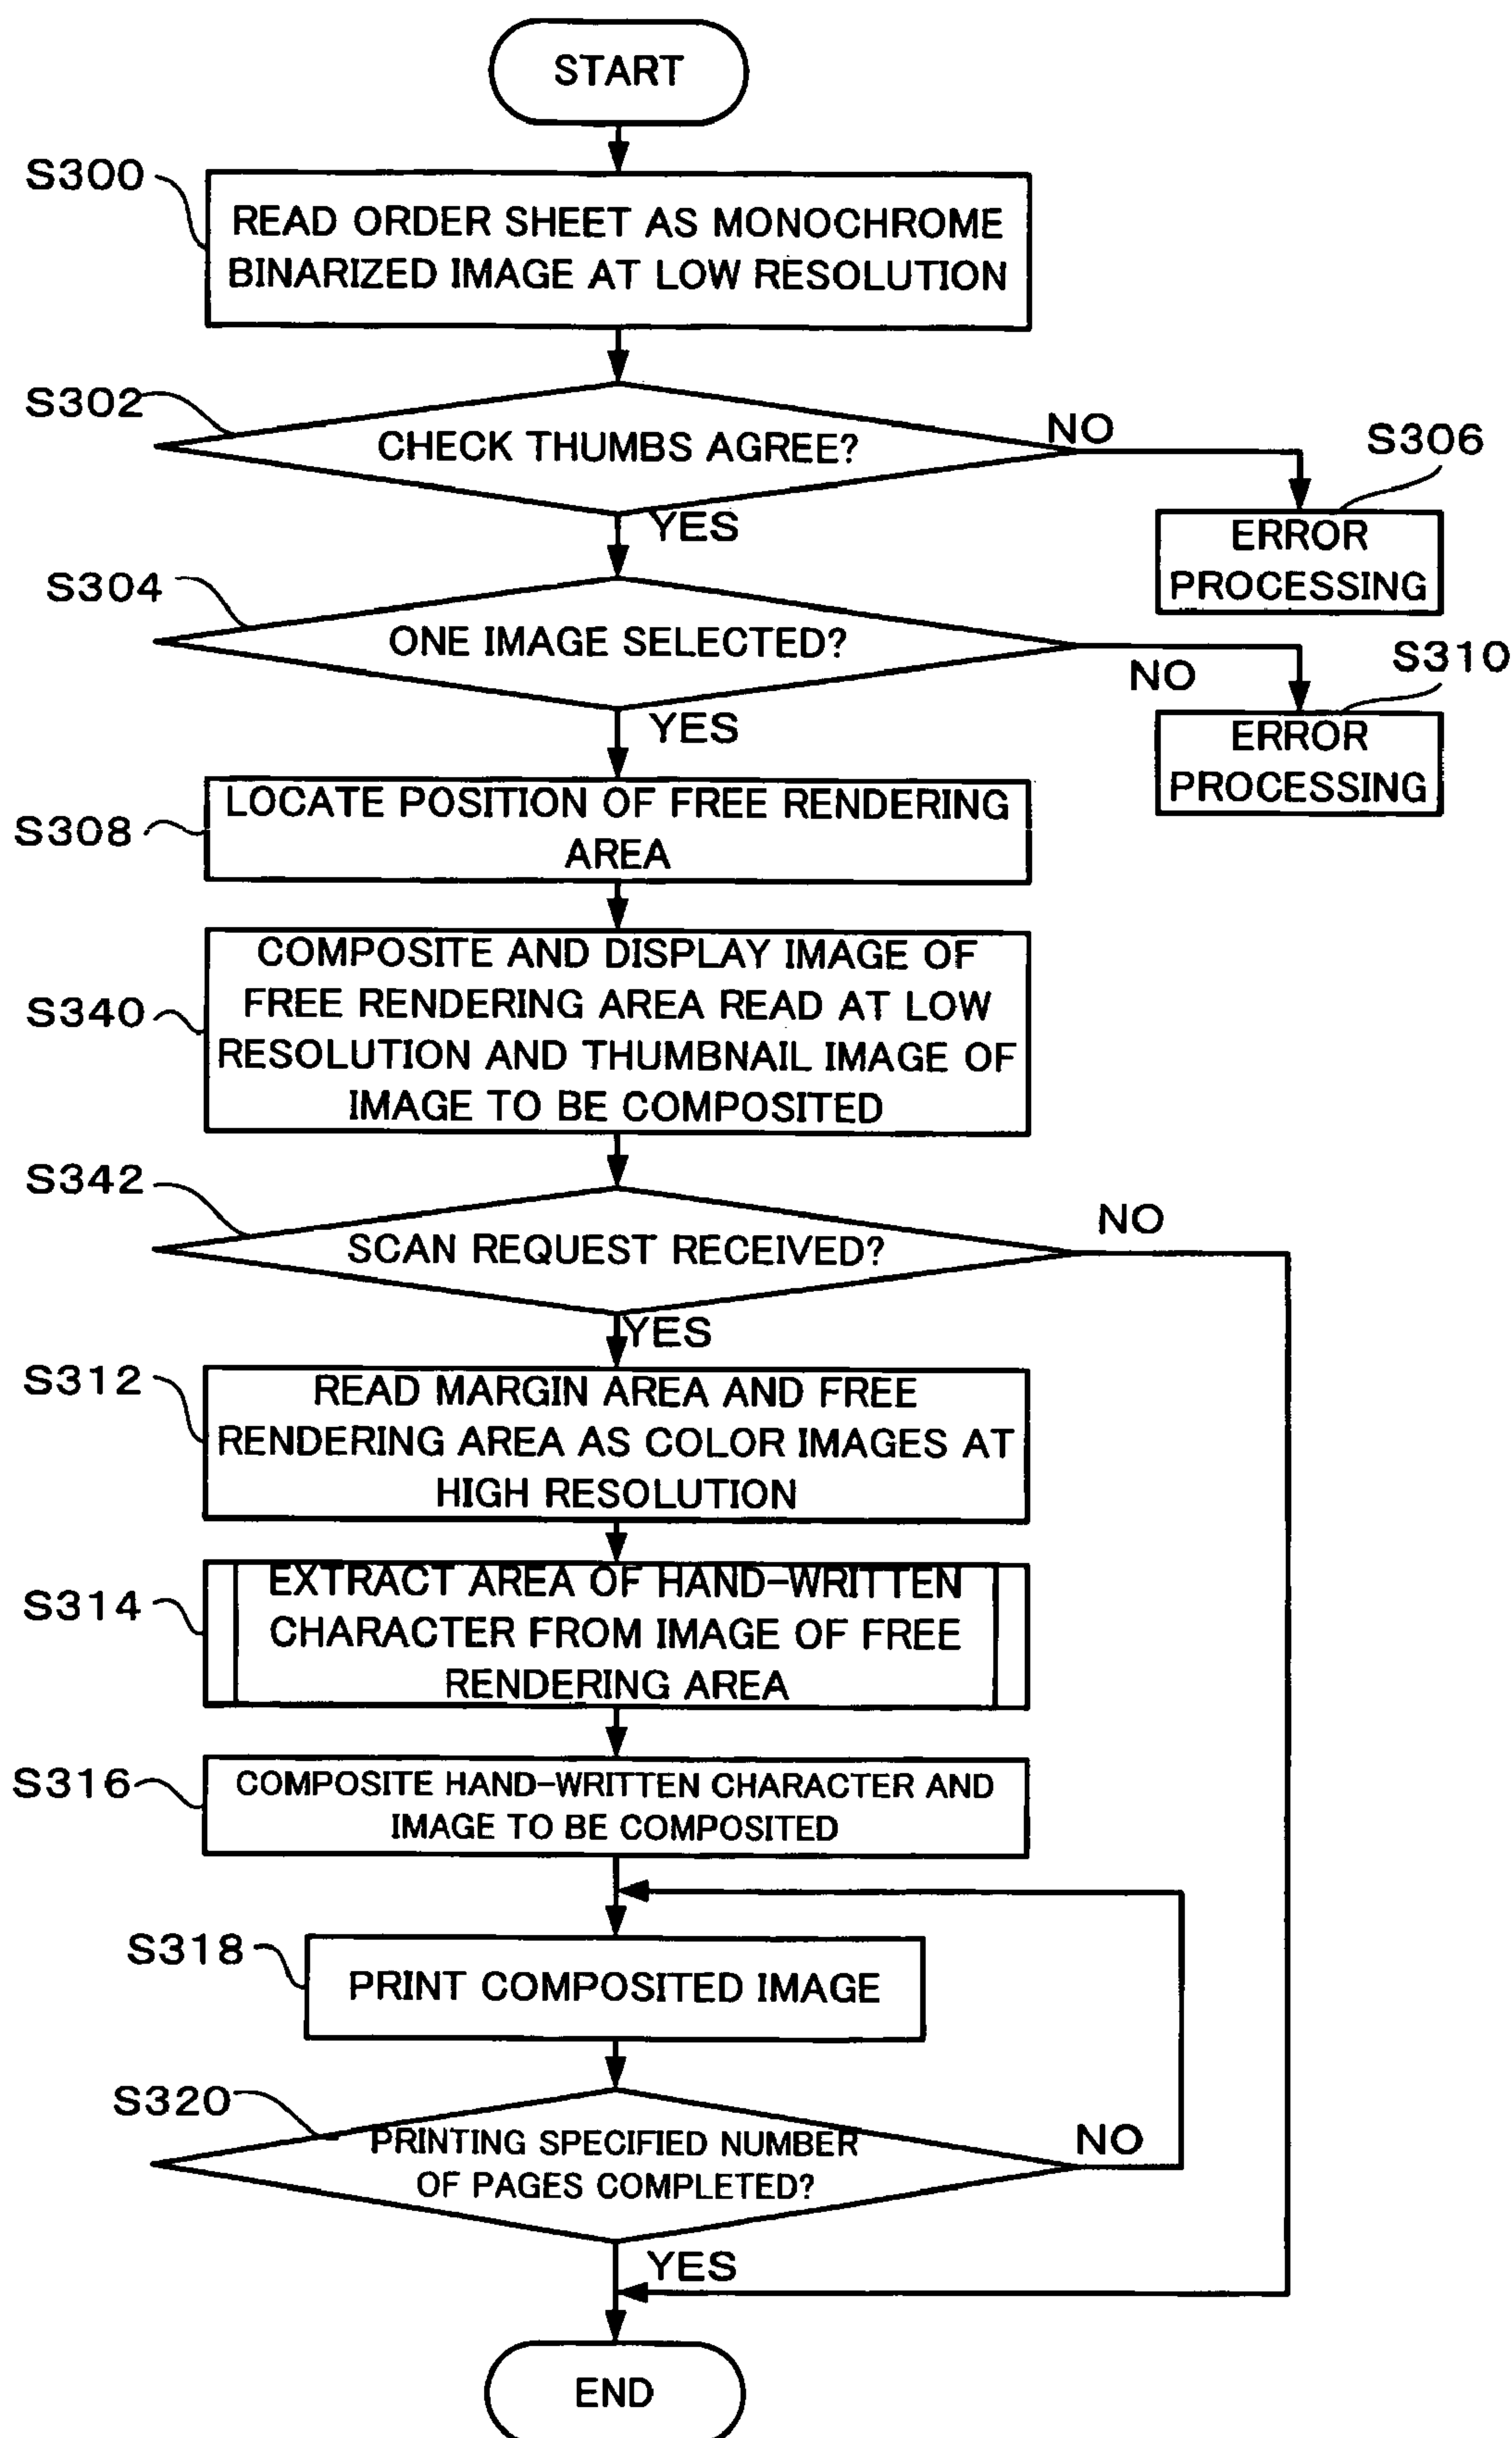 START
S300
READ ORDER SHEET AS MONOCHROME
BINARIZED IMAGE AT LOW RESOLUTION
S302
CHECK THUMBS AGREE?
NO
S306
ERROR
PROCESSING
YES
S304
ONE IMAGE SELECTED?
NO
S310
ERROR
PROCESSING
YES
S308
LOCATE POSITION OF FREE RENDERING
AREA
S340
COMPOSITE AND DISPLAY IMAGE OF
FREE RENDERING AREA READ AT LOW
RESOLUTION AND THUMBNAIL IMAGE OF
IMAGE TO BE COMPOSITED
S342
SCAN REQUEST RECEIVED?
NO
YES
S312
READ MARGIN AREA AND FREE
RENDERING AREA AS COLOR IMAGES AT
HIGH RESOLUTION
S314
EXTRACT AREA OF HAND-WRITTEN
CHARACTER FROM IMAGE OF FREE
RENDERING AREA
S316
COMPOSITE HAND-WRITTEN CHARACTER AND
IMAGE TO BE COMPOSITED
S318
PRINT COMPOSITED IMAGE
S320
PRINTING SPECIFIED NUMBER
OF PAGES COMPLETED?
NO
YES
END